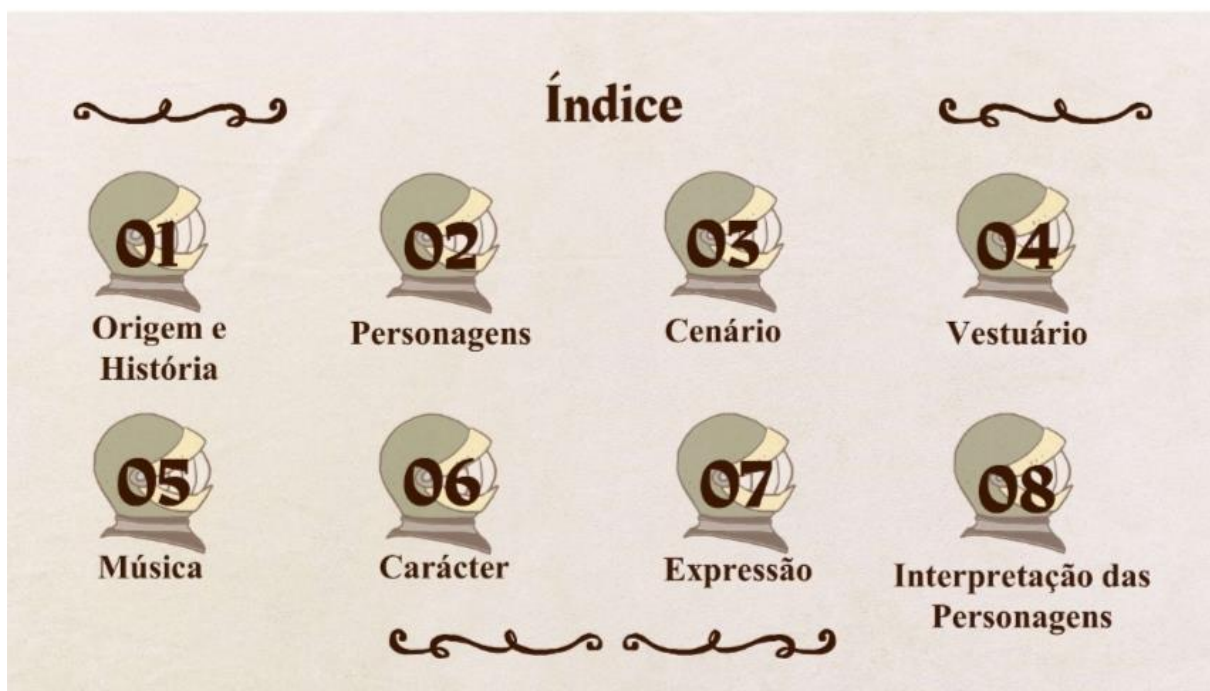 Índice
01
Origem e
História
02
Personagens
03
Cenário
04
Vestuário
05
Música
06
Carácter
07
Expressão
08
Interpretação das
Personagens